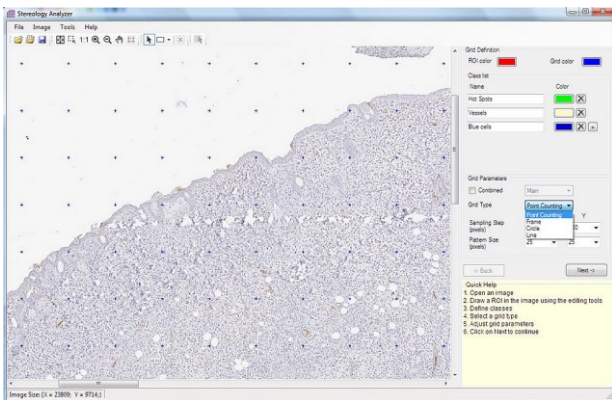 Stereology Analyzer
File Image Tools Help
1:1
Grid Definition
ROI color Grid color
Class list
Name Color
Hot Spots
Vessels
Blue cells
Grid Parameters
Combined Main
Grid Type Point Counting
Point Counting
Frame
Circle
Line
Y
Sampling Step
(pixels)
Pattern Size
(pixels) 25 25
<- Back Next ->
Quick Help
1. Open an image
2. Draw a ROI in the image using the editing tools
3. Define classes
4. Select a grid type
5. Adjust grid parameters
6. Click on Next to continue
Image Size: (X = 23809; Y = 9714;)